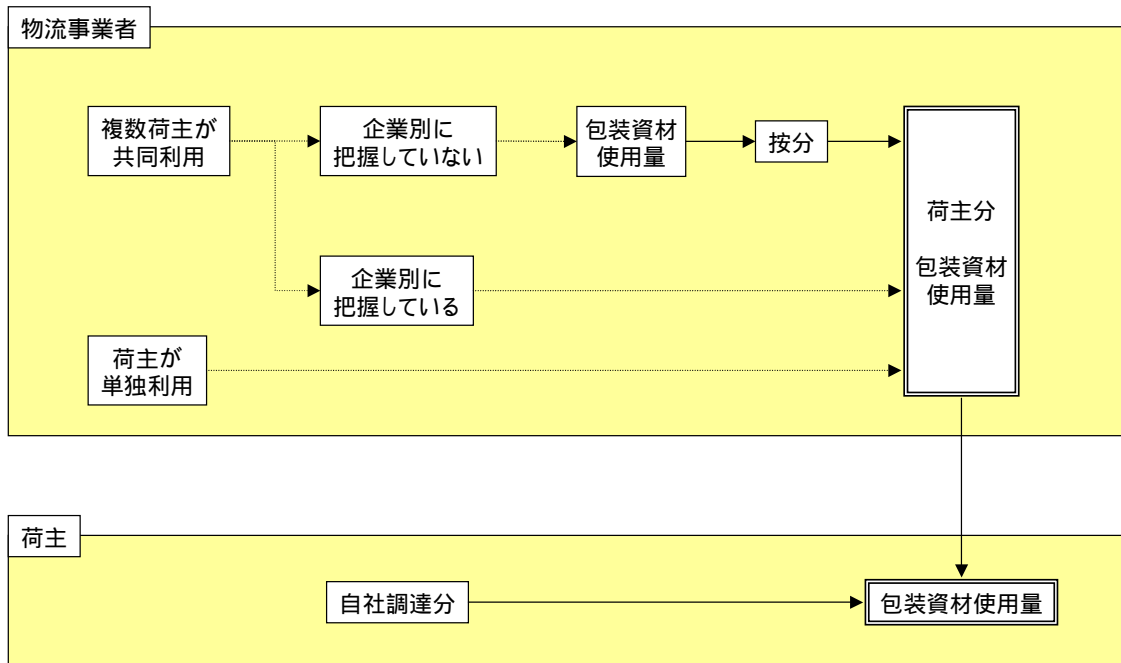 物流事業者
複数荷主が
共同利用
企業別に
把握していない
包装資材
使用量
按分
荷主分
包装資材
使用量
企業別に
把握している
荷主が
単独利用
荷主
自社調達分
包装資材使用量